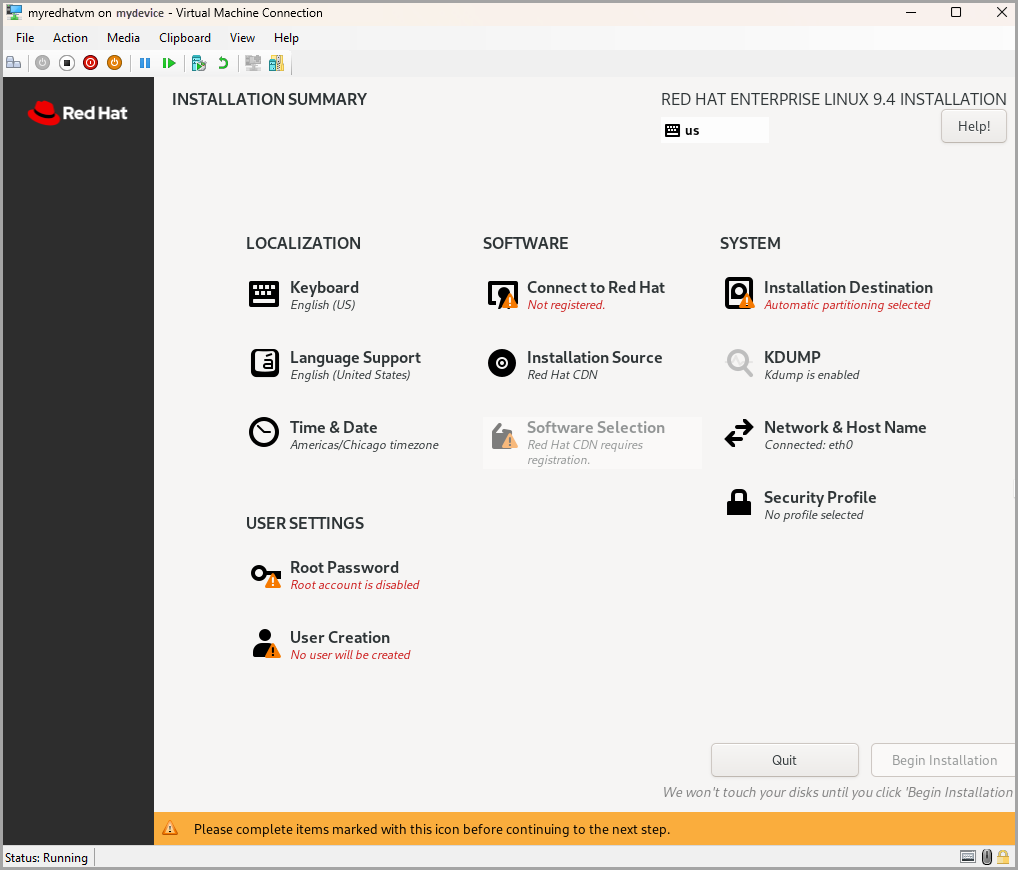 myredhatvm on mydevice - Virtual Machine Connection
File Action Media Clipboard View Help
Red Hat
INSTALLATION SUMMARY
RED HAT ENTERPRISE LINUX 9.4 INSTALLATION
us
Help!
LOCALIZATION
Keyboard
English (US)
Language Support
English (United States)
Time & Date
Americas/Chicago timezone
SOFTWARE
Connect to Red Hat
Not registered.
Installation Source
Red Hat CDN
Software Selection
Red Hat CDN requires
registration.
SYSTEM
Installation Destination
Automatic partitioning selected
KDUMP
Kdump is enabled
Network & Host Name
Connected: eth0
Security Profile
No profile selected
USER SETTINGS
Root Password
Root account is disabled
User Creation
No user will be created
Quit
Begin Installation
We won't touch your disks until you click 'Begin Installation
Please complete items marked with this icon before continuing to the next step.
Status: Running